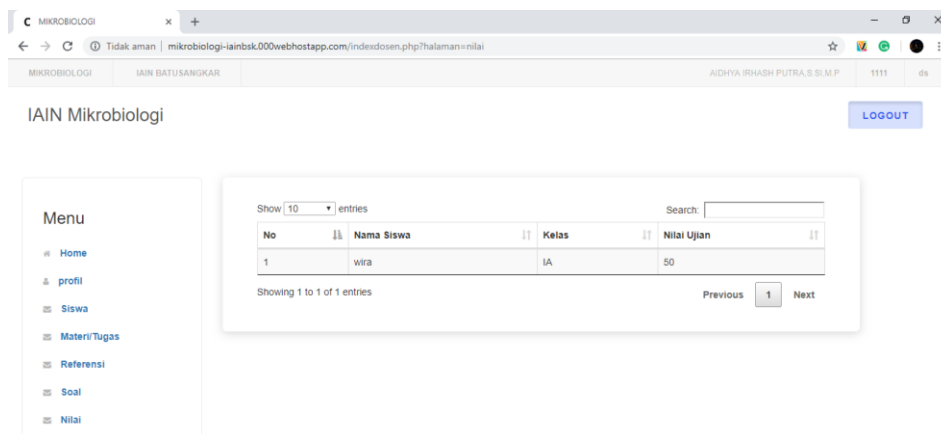 C MIKROBIOLOGI × +
Tidak aman | mikrobiologi-iainbsk.000webhostapp.com/indexdosen.php?halaman=nilai
MIKROBIOLOGI IAIN BATUSANGKAR AIDHYA IRHASH PUTRA,S.SI,M.P 1111 ds
IAIN Mikrobiologi LOGOUT
Menu
Home
profil
Siswa
Materi/Tugas
Referensi
Soal
Nilai
Show 10 entries Search:
No Nama Siswa Kelas Nilai Ujian
1 wira IA 50
Showing 1 to 1 of 1 entries Previous 1 Next